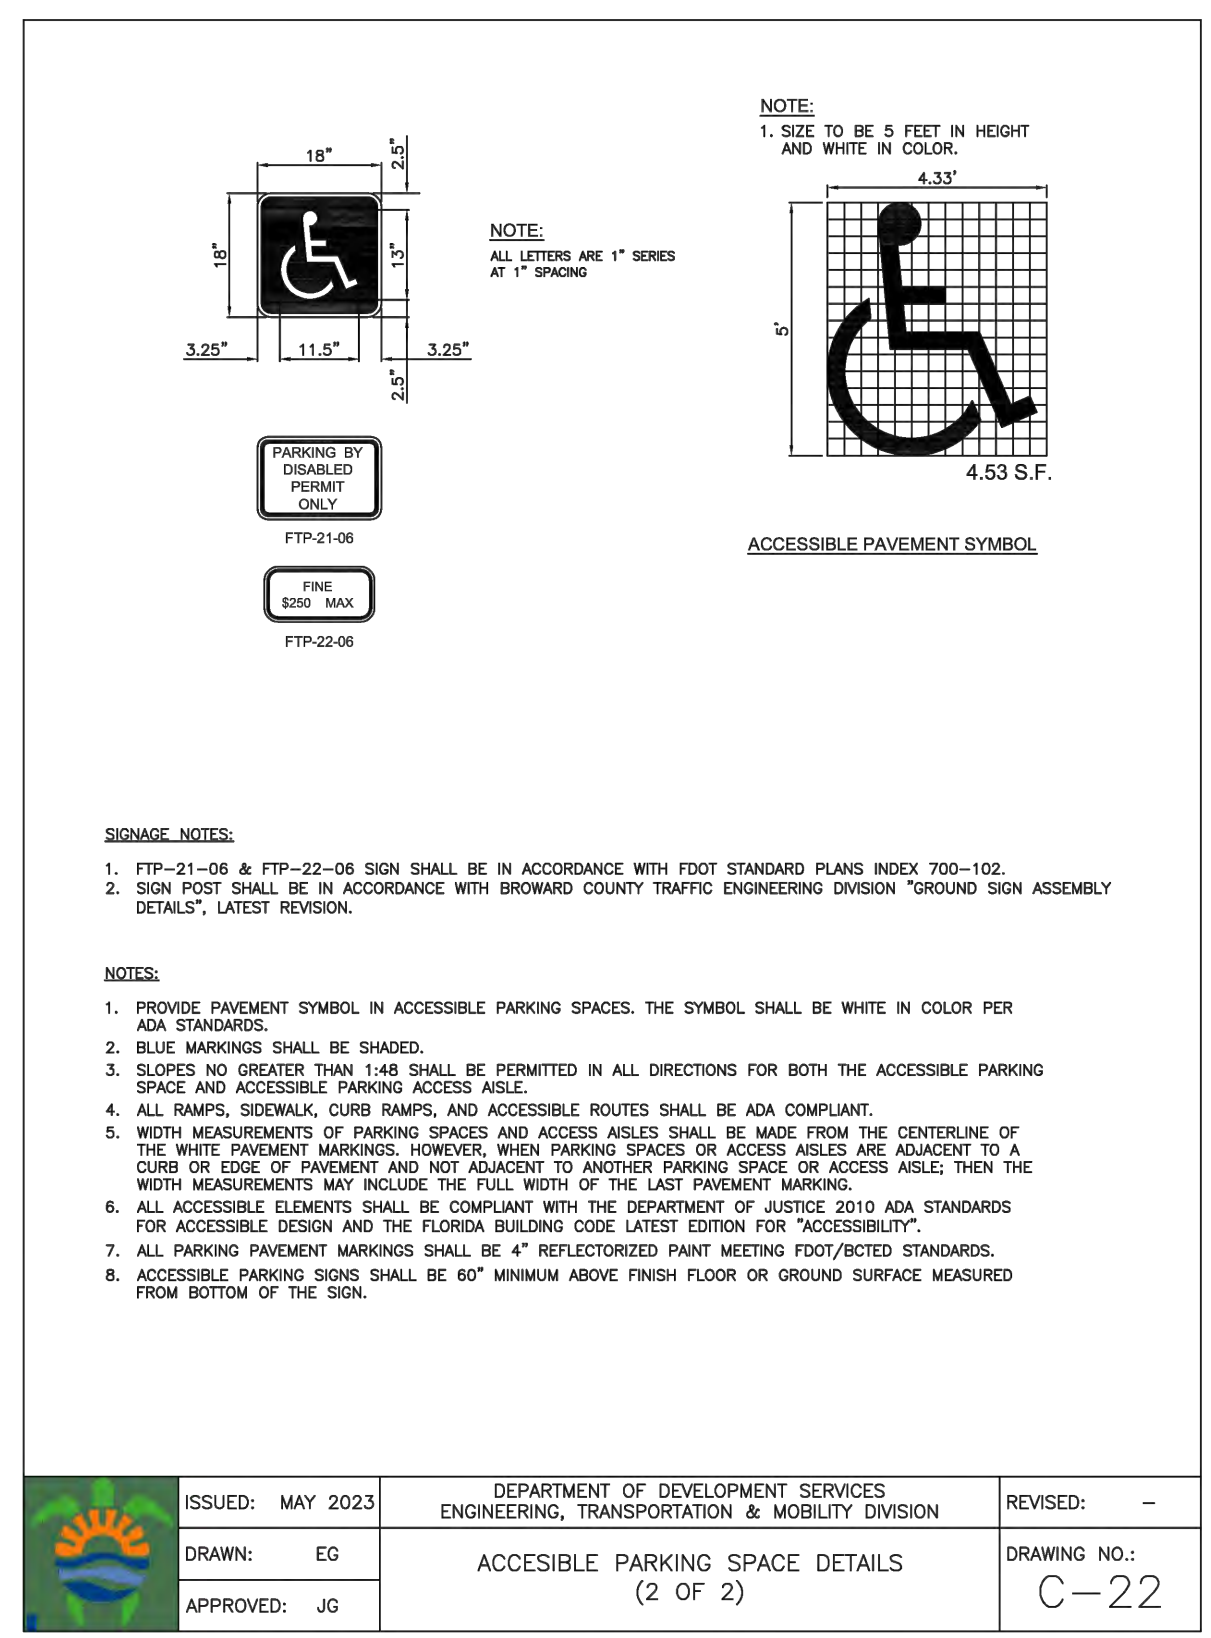 NOTE:
1. SIZE TO BE 5 FEET IN HEIGHT
AND WHITE IN COLOR.
18"
2.5"
18"
13"
3.25"
11.5"
3.25"
2.5"
NOTE:
ALL LETTERS ARE 1" SERIES
AT 1" SPACING
4.33'
5'
4.53 S.F.
ACCESSIBLE PAVEMENT SYMBOL
PARKING BY
DISABLED
PERMIT
ONLY
FTP-21-06
FINE
$250 MAX
FTP-22-06
SIGNAGE NOTES:
1. FTP-21-06 & FTP-22-06 SIGN SHALL BE IN ACCORDANCE WITH FDOT STANDARD PLANS INDEX 700-102.
2. SIGN POST SHALL BE IN ACCORDANCE WITH BROWARD COUNTY TRAFFIC ENGINEERING DIVISION "GROUND SIGN ASSEMBLY
DETAILS", LATEST REVISION.
NOTES:
1. PROVIDE PAVEMENT SYMBOL IN ACCESSIBLE PARKING SPACES. THE SYMBOL SHALL BE WHITE IN COLOR PER
ADA STANDARDS.
2. BLUE MARKINGS SHALL BE SHADED.
3. SLOPES NO GREATER THAN 1:48 SHALL BE PERMITTED IN ALL DIRECTIONS FOR BOTH THE ACCESSIBLE PARKING
SPACE AND ACCESSIBLE PARKING ACCESS AISLE.
4. ALL RAMPS, SIDEWALK, CURB RAMPS, AND ACCESSIBLE ROUTES SHALL BE ADA COMPLIANT.
5. WIDTH MEASUREMENTS OF PARKING SPACES AND ACCESS AISLES SHALL BE MADE FROM THE CENTERLINE OF
THE WHITE PAVEMENT MARKINGS. HOWEVER, WHEN PARKING SPACES OR ACCESS AISLES ARE ADJACENT TO A
CURB OR EDGE OF PAVEMENT AND NOT ADJACENT TO ANOTHER PARKING SPACE OR ACCESS AISLE; THEN THE
WIDTH MEASUREMENTS MAY INCLUDE THE FULL WIDTH OF THE LAST PAVEMENT MARKING.
6. ALL ACCESSIBLE ELEMENTS SHALL BE COMPLIANT WITH THE DEPARTMENT OF JUSTICE 2010 ADA STANDARDS
FOR ACCESSIBLE DESIGN AND THE FLORIDA BUILDING CODE LATEST EDITION FOR "ACCESSIBILITY".
7. ALL PARKING PAVEMENT MARKINGS SHALL BE 4" REFLECTORIZED PAINT MEETING FDOT/BCTED STANDARDS.
8. ACCESSIBLE PARKING SIGNS SHALL BE 60" MINIMUM ABOVE FINISH FLOOR OR GROUND SURFACE MEASURED
FROM BOTTOM OF THE SIGN.
ISSUED: MAY 2023
DRAWN: EG
APPROVED: JG
DEPARTMENT OF DEVELOPMENT SERVICES
ENGINEERING, TRANSPORTATION & MOBILITY DIVISION
ACCESIBLE PARKING SPACE DETAILS
(2 OF 2)
REVISED: -
DRAWING NO.:
C-22